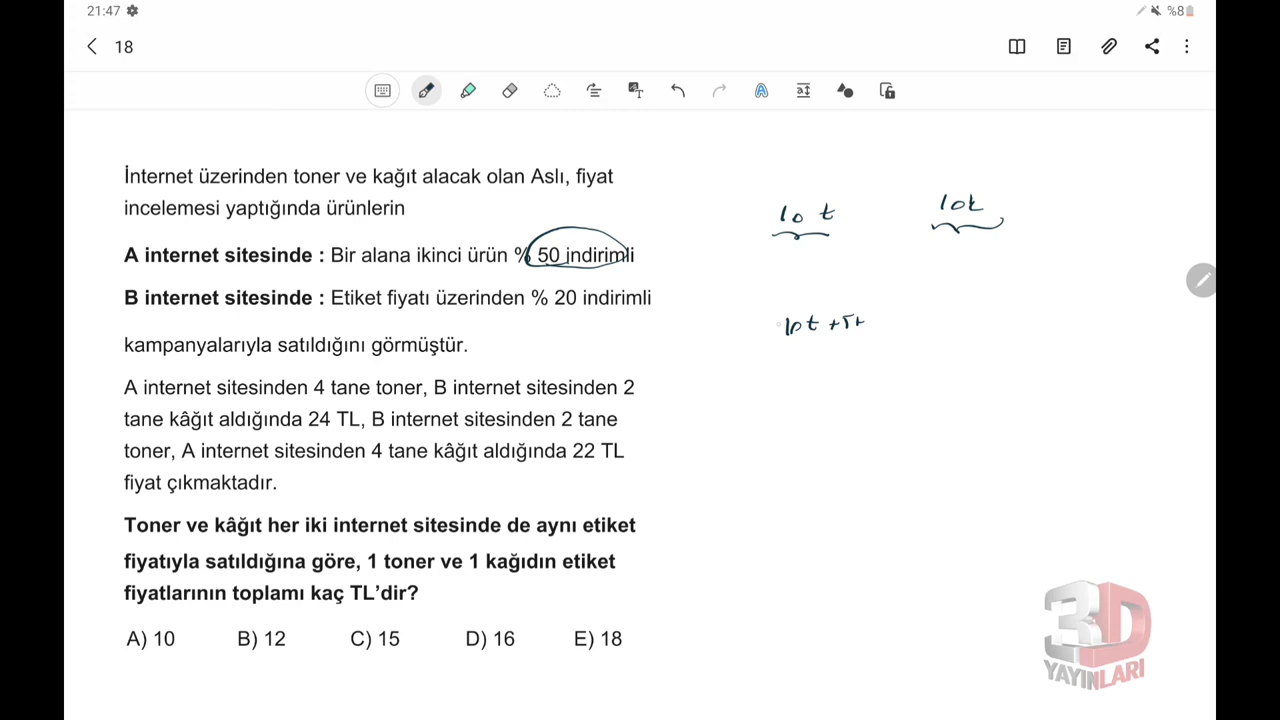 21:47
%8
18
İnternet üzerinden toner ve kağıt alacak olan Aslı, fiyat
incelemesi yaptığında ürünlerin
A internet sitesinde : Bir alana ikinci ürün % 50 indirimli
B internet sitesinde : Etiket fiyatı üzerinden % 20 indirimli
kampanyalarıyla satıldığını görmüştür.
A internet sitesinden 4 tane toner, B internet sitesinden 2
tane kâğıt aldığında 24 TL, B internet sitesinden 2 tane
toner, A internet sitesinden 4 tane kâğıt aldığında 22 TL
fiyat çıkmaktadır.
Toner ve kâğıt her iki internet sitesinde de aynı etiket
fiyatıyla satıldığına göre, 1 toner ve 1 kağıdın etiket
fiyatlarının toplamı kaç TL'dir?
A) 10 B) 12 C) 15 D) 16 E) 18
10 t 10k
10t +5t
3D
YAYINLARI